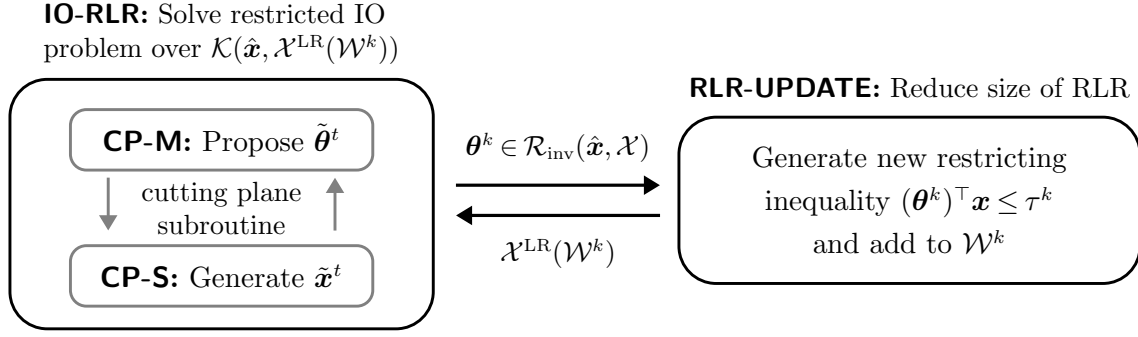 IO-RLR: Solve restricted IO
problem over 𝒦(x̂, 𝒳^LR(𝒲^k))
CP-M: Propose θ̃^t
cutting plane
subroutine
CP-S: Generate x̃^t
θ^k ∈ ℛ_inv(x̂, 𝒳)
𝒳^LR(𝒲^k)
RLR-UPDATE: Reduce size of RLR
Generate new restricting
inequality (θ^k)^⊤ x ≤ τ^k
and add to 𝒲^k